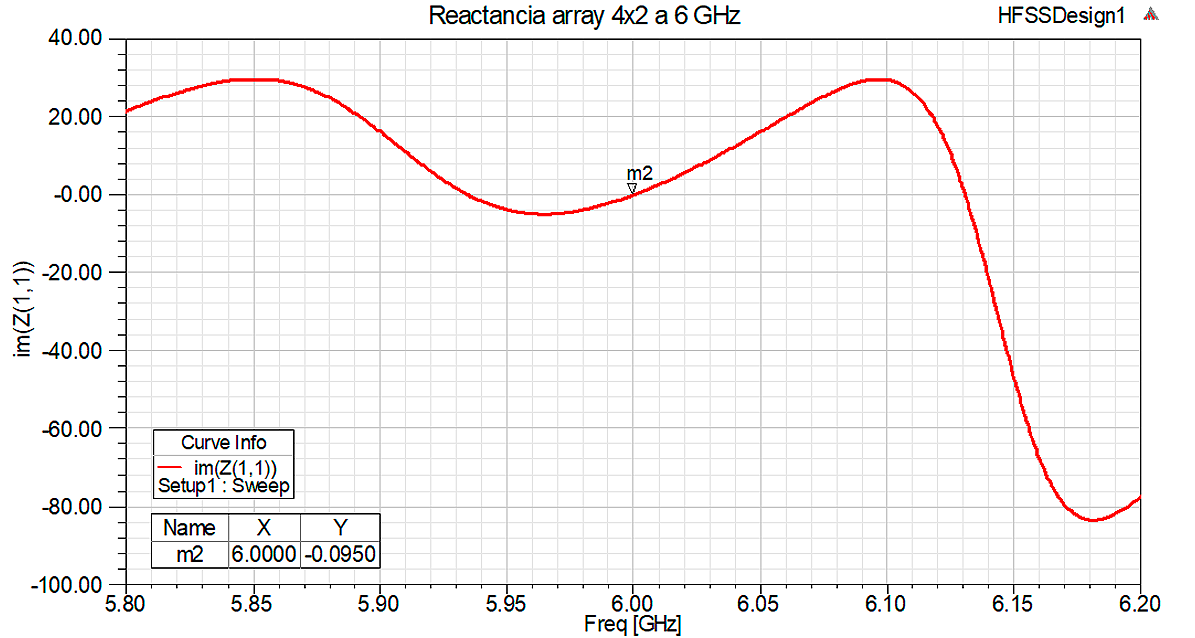 Reactancia array 4x2 a 6 GHz
HFSSDesign1
40.00
20.00
-0.00
-20.00
-40.00
-60.00
-80.00
-100.00
im(Z(1,1))
m2
Curve Info
im(Z(1,1))
Setup1 : Sweep
Name X Y
m2 6.0000 -0.0950
5.80 5.85 5.90 5.95 6.00 6.05 6.10 6.15 6.20
Freq [GHz]